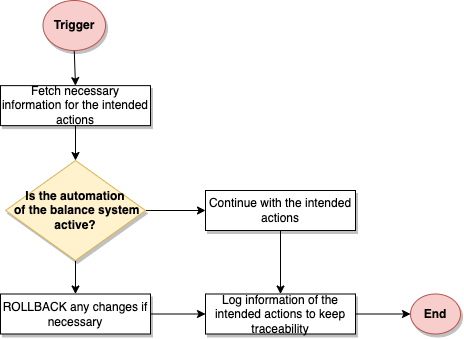 Trigger
Fetch necessary
information for the intended
actions
Is the automation
of the balance system
active?
Continue with the intended
actions
ROLLBACK any changes if
necessary
Log information of the
intended actions to keep
traceability
End